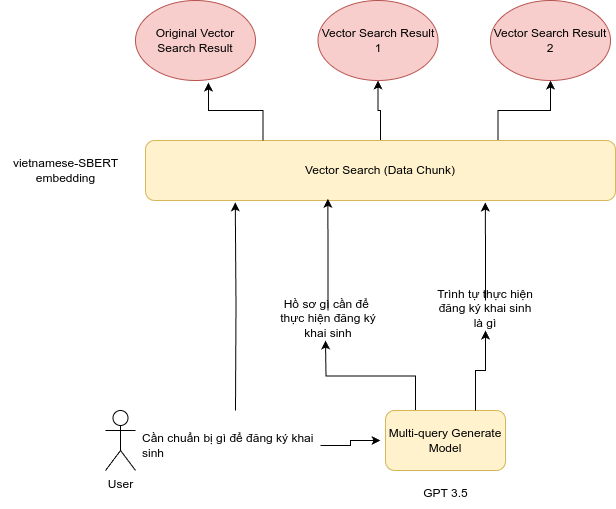 Original Vector
Search Result
Vector Search Result
1
Vector Search Result
2
vietnamese-SBERT
embedding
Vector Search (Data Chunk)
Hồ sơ gì cần để
thực hiện đăng ký
khai sinh
Trình tự thực hiện
đăng ký khai sinh
là gì
Cần chuẩn bị gì để đăng ký khai
sinh
Multi-query Generate
Model
User
GPT 3.5